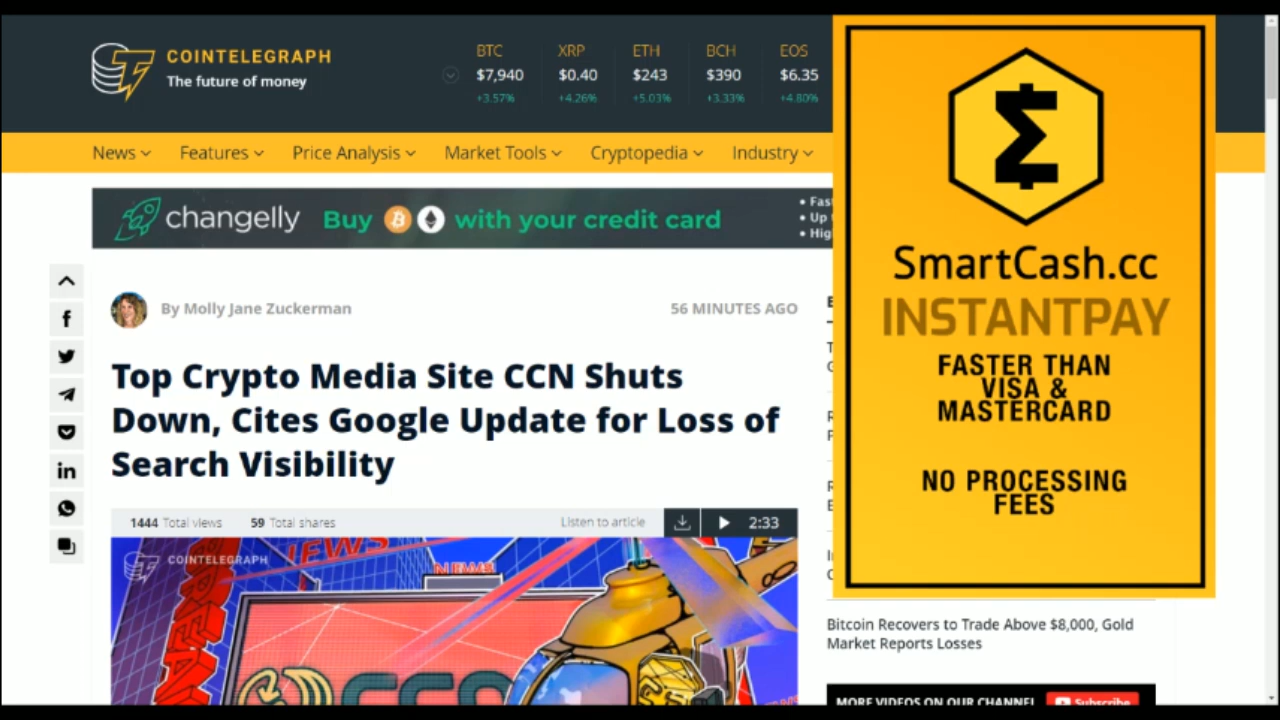 COINTELEGRAPH
The future of money
BTC XRP ETH BCH EOS
$7,940 $0.40 $243 $390 $6.35
+3.57% +4.26% +5.03% +3.33% +4.80%
News Features Price Analysis Market Tools Cryptopedia Industry
changelly Buy with your credit card
By Molly Jane Zuckerman
56 MINUTES AGO
Top Crypto Media Site CCN Shuts
Down, Cites Google Update for Loss of
Search Visibility
1444 Total views 59 Total shares
Listen to article
2:33
COINTELEGRAPH
NEWS
SmartCash.cc
INSTANTPAY
FASTER THAN
VISA &
MASTERCARD
NO PROCESSING
FEES
Bitcoin Recovers to Trade Above $8,000, Gold
Market Reports Losses
MORE VIDEOS ON OUR CHANNEL
Subscribe